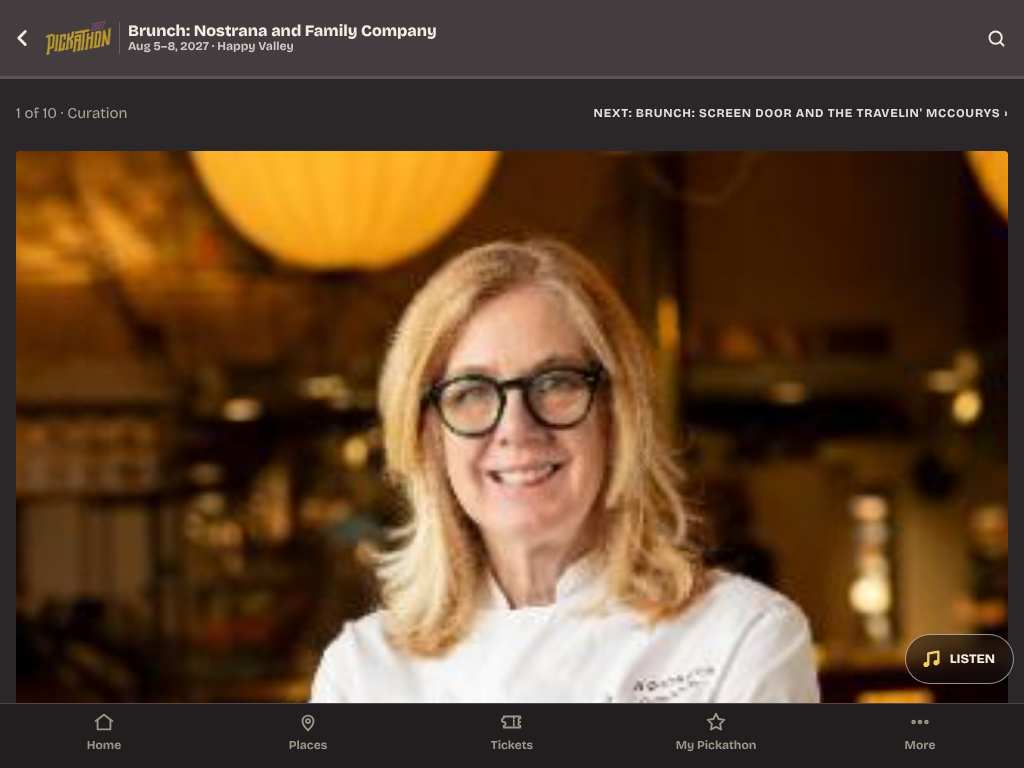 PICKATHON
Brunch: Nostrana and Family Company
Aug 5–8, 2027 · Happy Valley
1 of 10 · Curation
NEXT: BRUNCH: SCREEN DOOR AND THE TRAVELIN' MCCOURYS ›
LISTEN
Home
Places
Tickets
My Pickathon
More